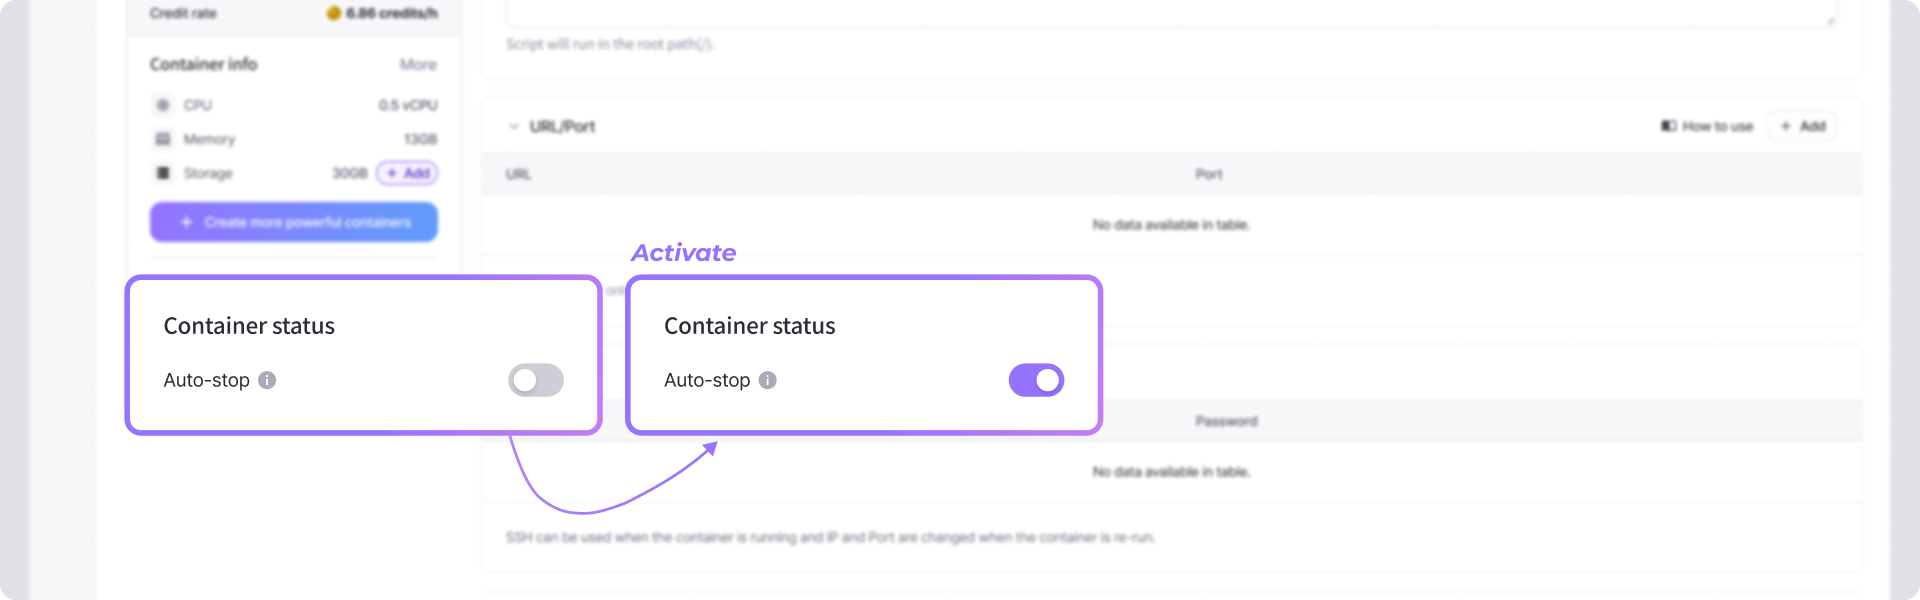 Credit rate 6.86 credits/h
Container info More
CPU 0.5 vCPU
Memory 13GB
Storage 30GB + Add
+ Create more powerful containers
Script will run in the root path(/).
URL/Port How to use + Add
URL Port
No data available in table.
Activate
Container status
Auto-stop
Container status
Auto-stop
Password
No data available in table.
SSH can be used when the container is running and IP and Port are changed when the container is re-run.